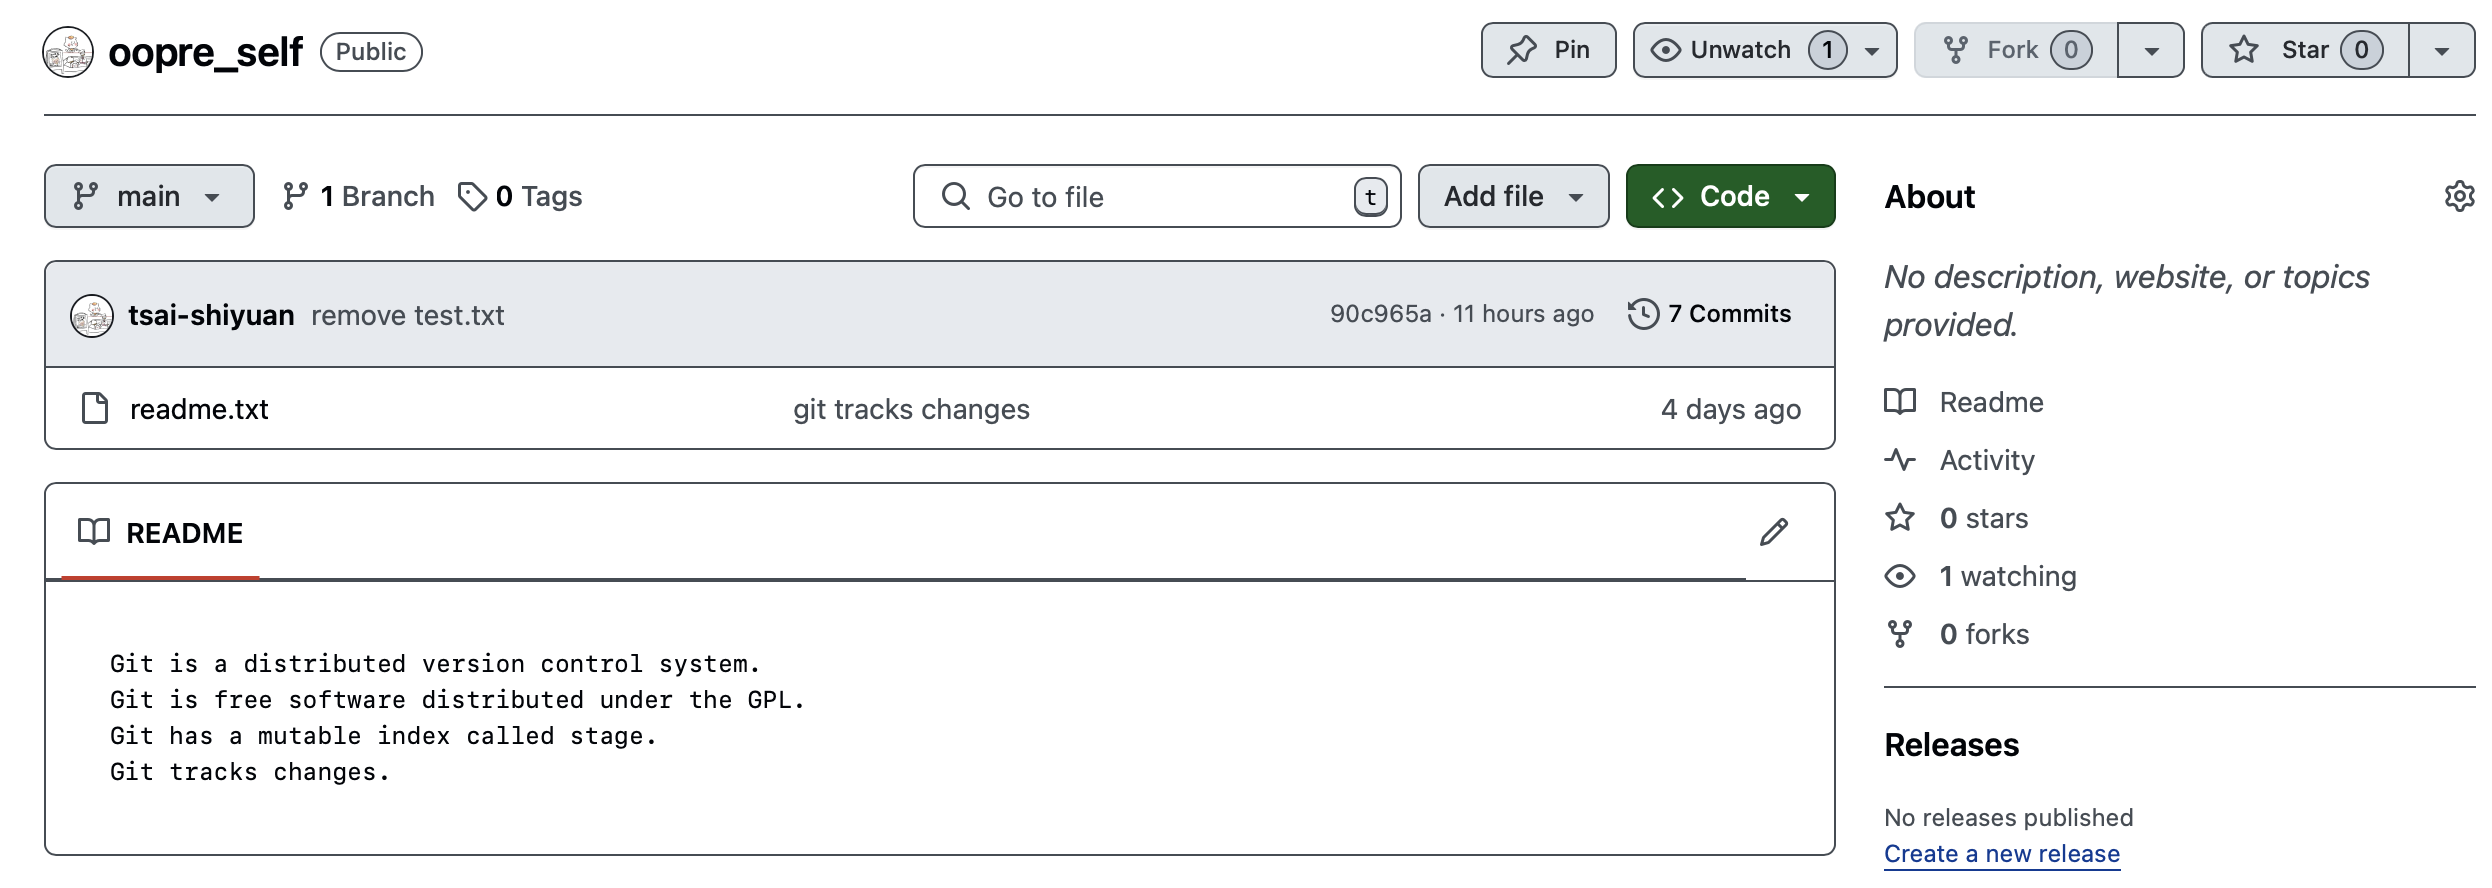 oopre_self Public Pin Unwatch 1 Fork 0 Star 0
main 1 Branch 0 Tags Go to file t Add file Code
tsai-shiyuan remove test.txt 90c965a · 11 hours ago 7 Commits
readme.txt git tracks changes 4 days ago
README
Git is a distributed version control system.
Git is free software distributed under the GPL.
Git has a mutable index called stage.
Git tracks changes.
About
No description, website, or topics
provided.
Readme
Activity
0 stars
1 watching
0 forks
Releases
No releases published
Create a new release